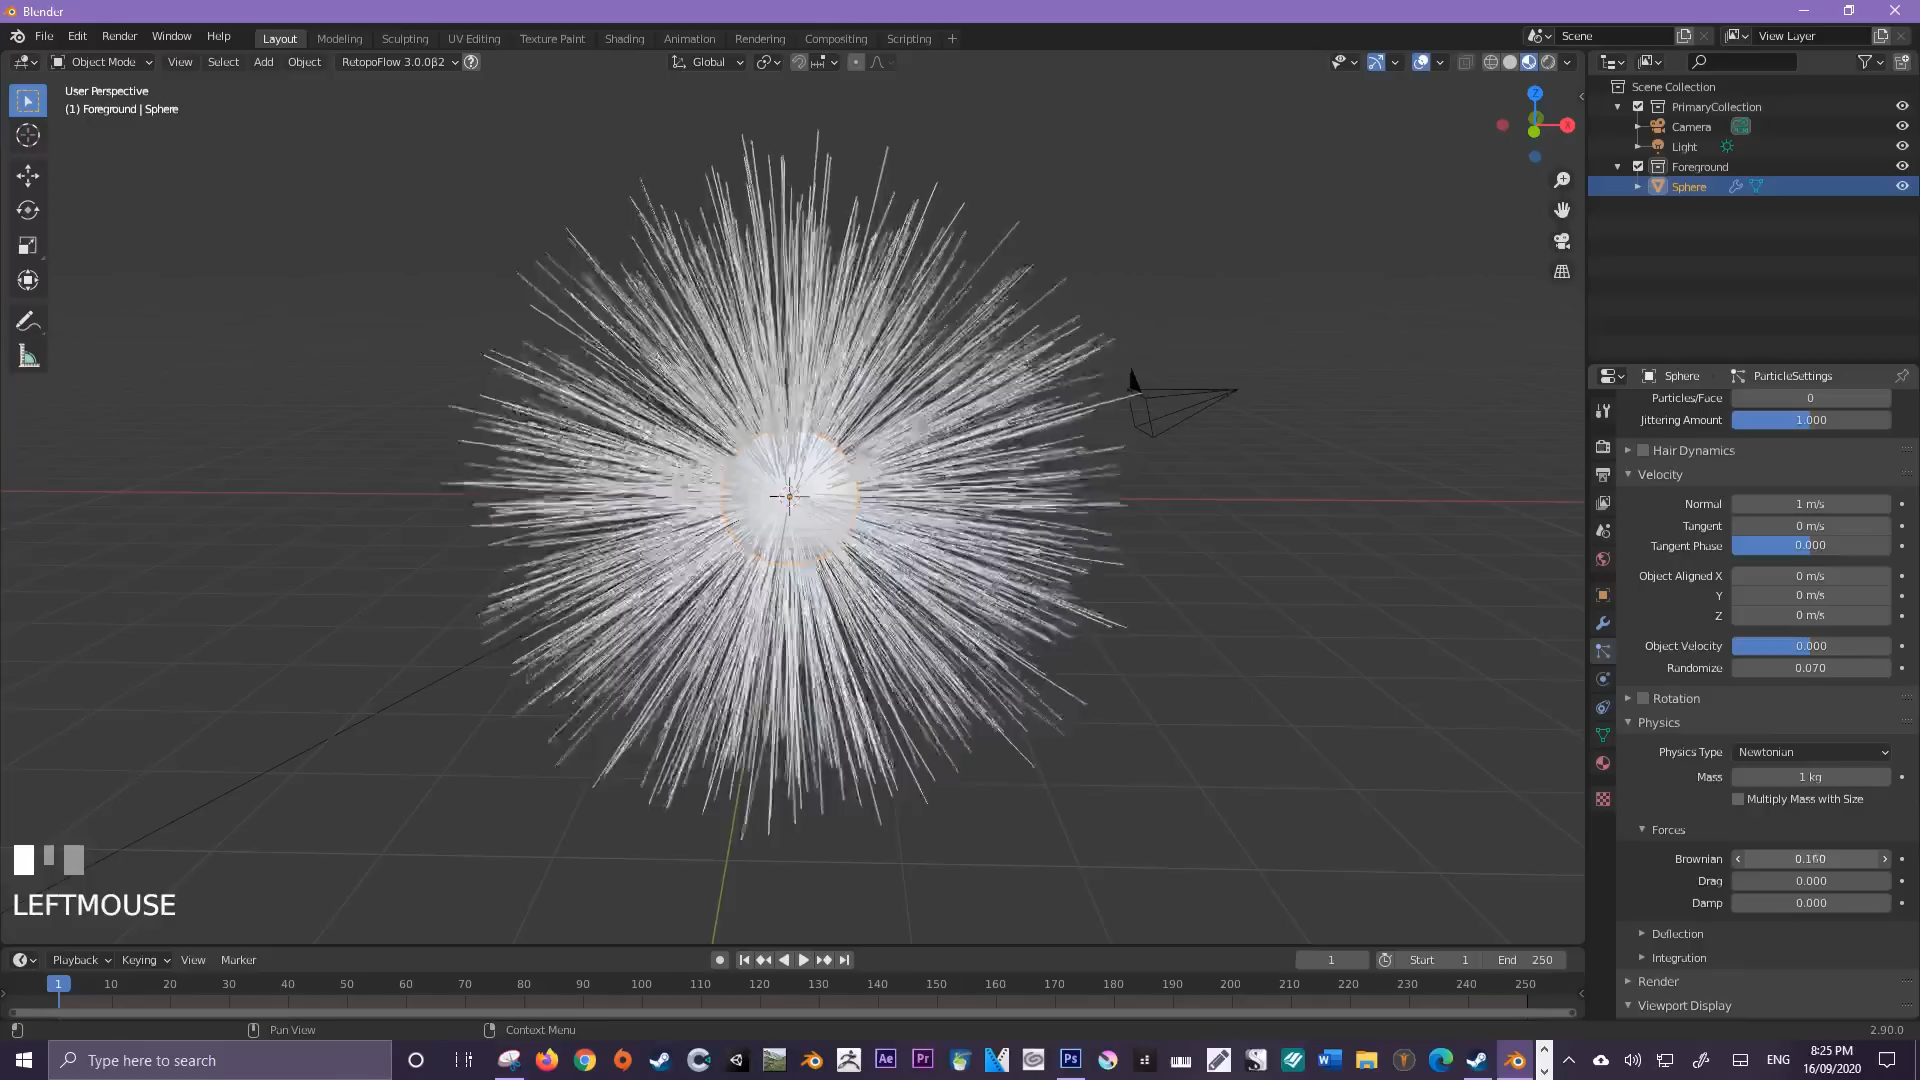 Blender
File Edit Render Window Help
Layout Modeling Sculpting UV Editing Texture Paint Shading Animation Rendering Compositing Scripting +
Scene
View Layer
Object Mode View Select Add Object RetopoFlow 3.0.0β2 ?
Global
User Perspective
(1) Foreground | Sphere
Z
X
Scene Collection
PrimaryCollection
Camera
Light
Foreground
Sphere
Sphere ParticleSettings
Particles/Face 0
Jittering Amount 1.000
Hair Dynamics
Velocity
Normal 1 m/s
Tangent 0 m/s
Tangent Phase 0.000
Object Aligned X 0 m/s
Y 0 m/s
Z 0 m/s
Object Velocity 0.000
Randomize 0.070
Rotation
Physics
Physics Type Newtonian
Mass 1 kg
Multiply Mass with Size
Forces
Brownian
Drag 0.000
Damp 0.000
Deflection
Integration
Render
Viewport Display
LEFTMOUSE
Playback Keying View Marker
1 Start 1 End 250
1 10 20 30 40 50 60 70 80 90 100 110 120 130 140 150 160 170 180 190 200 210 220 230 240 250
Pan View Context Menu 2.90.0
Type here to search
Ae Pr Ps W S
ENG
8:25 PM
16/09/2020